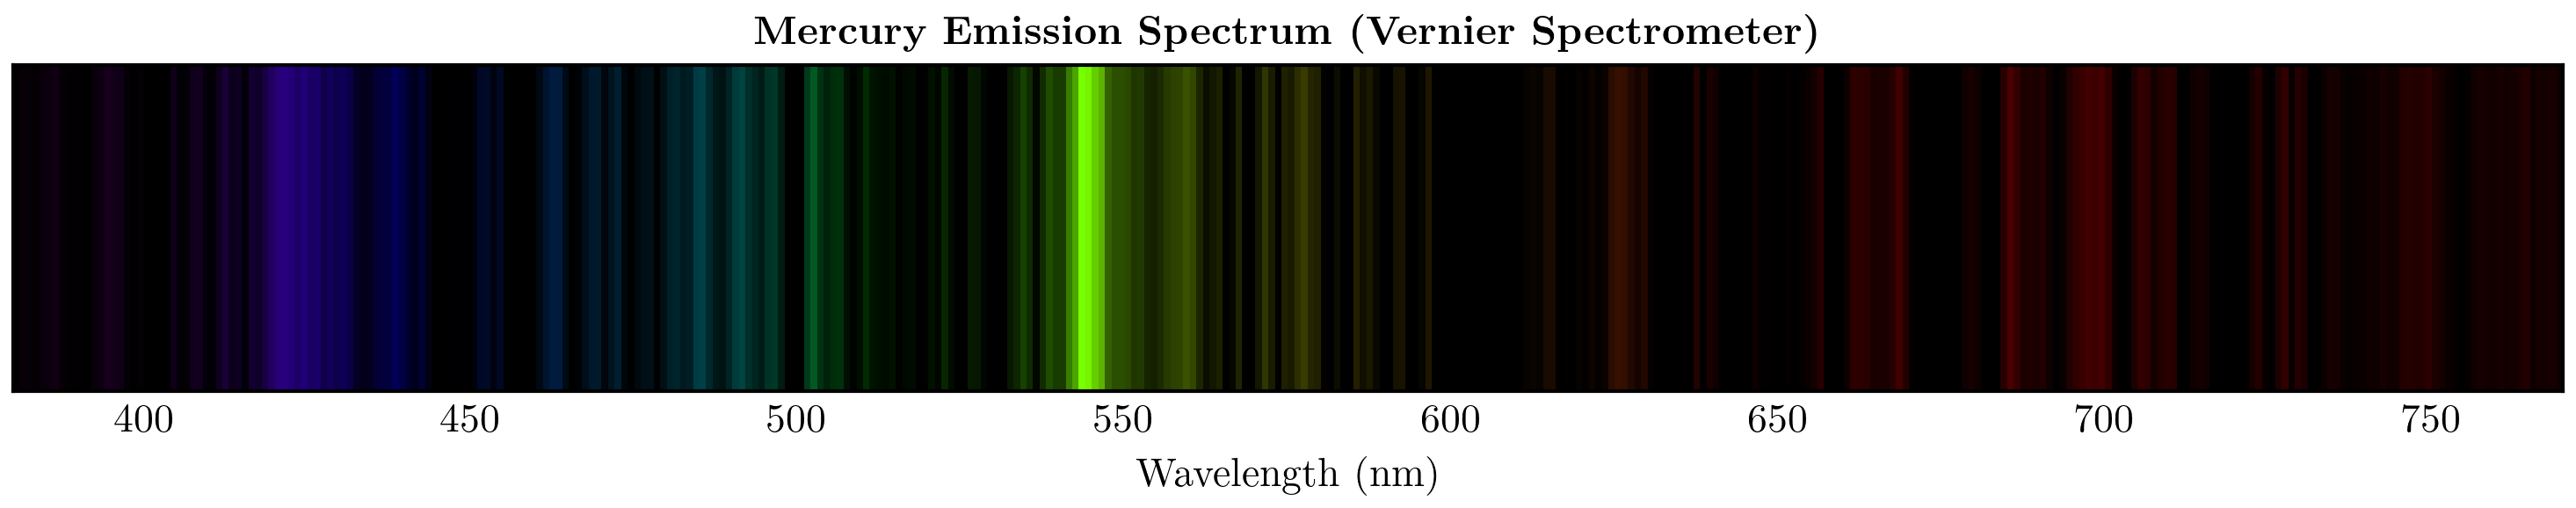 Mercury Emission Spectrum (Vernier Spectrometer)
400 450 500 550 600 650 700 750
Wavelength (nm)